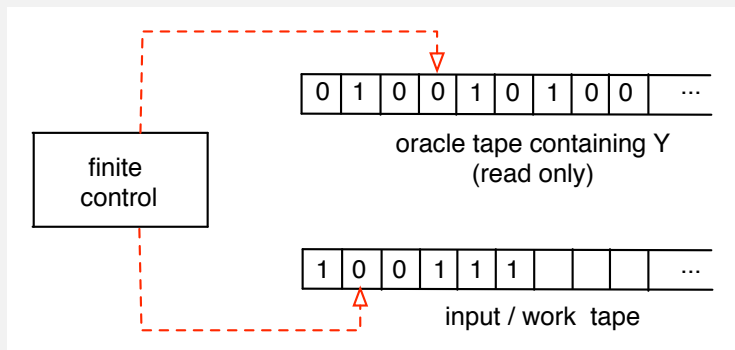 0 1 0 0 1 0 1 0 0 ...
finite
control
oracle tape containing Y
(read only)
1 0 0 1 1 1 ...
input / work tape